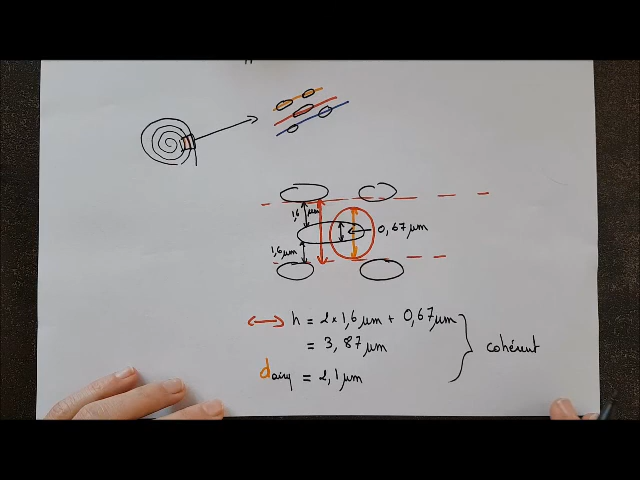 1,6 μm
0,67 μm
1,6 μm
h = 2×1,6 μm + 0,67 μm
= 3,87 μm
cohérent
dairy = 2,1 μm